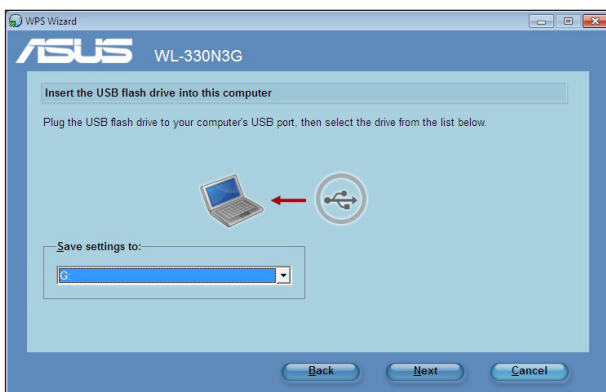 WPS Wizard
ASUS WL-330N3G
Insert the USB flash drive into this computer
Plug the USB flash drive to your computer's USB port, then select the drive from the list below.
Save settings to:
G:
Back Next Cancel